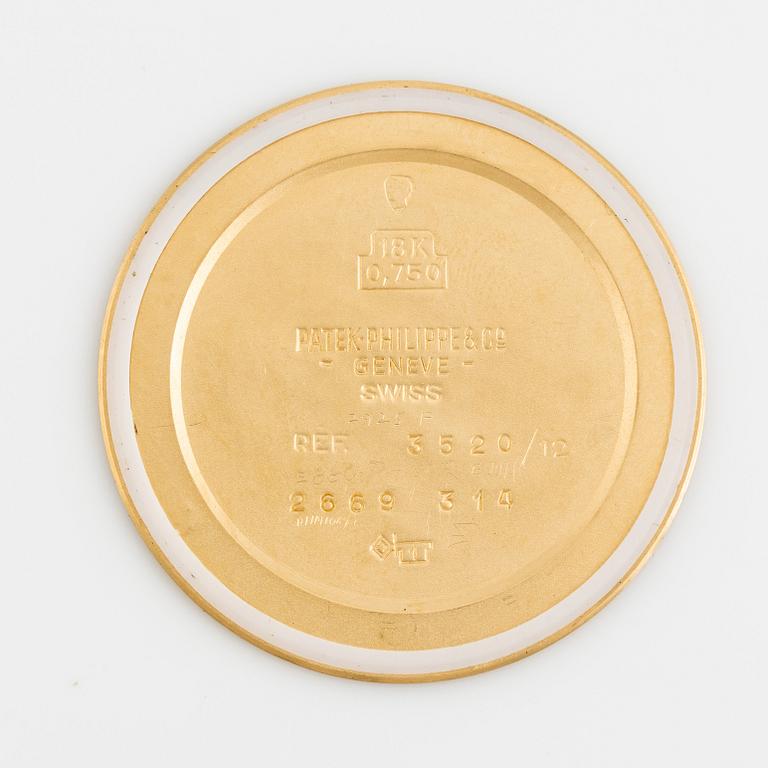 18K
0,750
PATEK·PHILIPPE & Co
- GENEVE -
SWISS
REF. 3520/12
2669 314